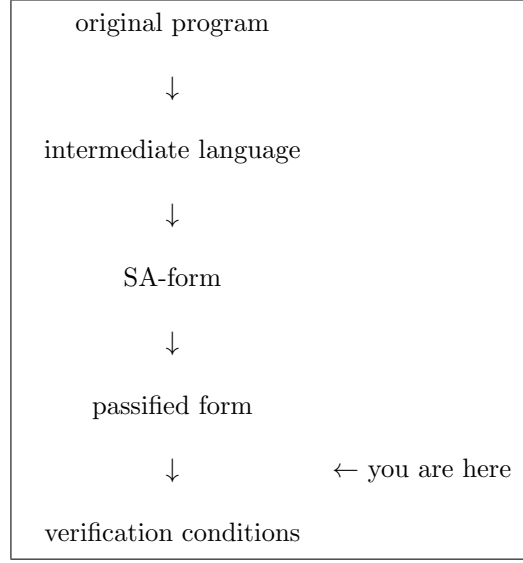 original program
↓
intermediate language
↓
SA-form
↓
passified form
↓ ← you are here
verification conditions